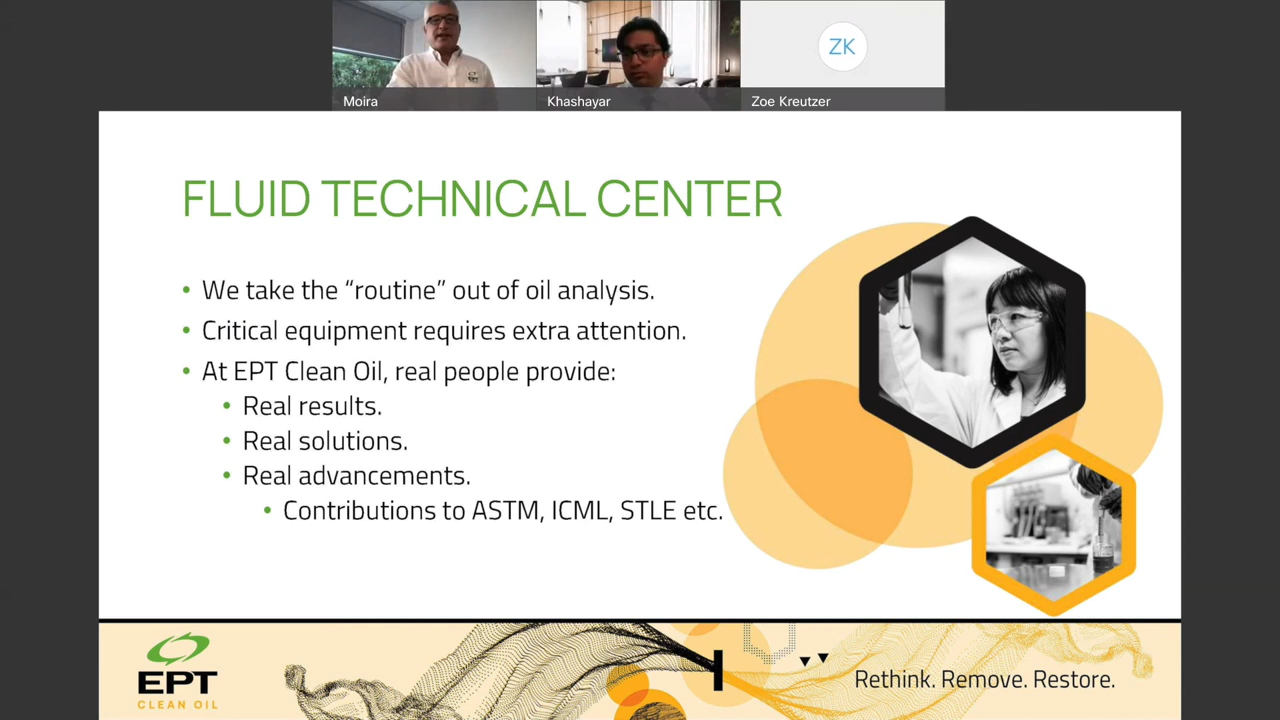 ZK
Moira
Khashayar
Zoe Kreutzer
FLUID TECHNICAL CENTER
• We take the “routine” out of oil analysis.
• Critical equipment requires extra attention.
• At EPT Clean Oil, real people provide:
• Real results.
• Real solutions.
• Real advancements.
• Contributions to ASTM, ICML, STLE etc.
EPT
CLEAN OIL
Rethink. Remove. Restore.